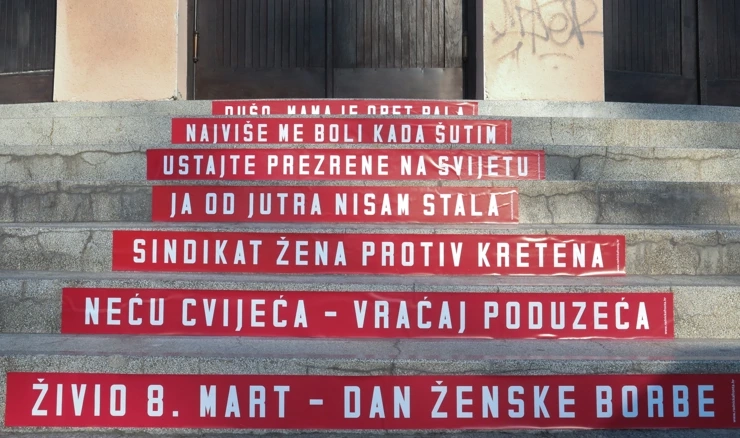 DUŠO, MAMA JE OPET PALA
NAJVIŠE ME BOLI KADA ŠUTIM
USTAJTE PREZRENE NA SVIJETU
JA OD JUTRA NISAM STALA
SINDIKAT ŽENA PROTIV KRETENA
NEĆU CVIJEĆA - VRAĆAJ PODUZEĆA
ŽIVIO 8. MART - DAN ŽENSKE BORBE